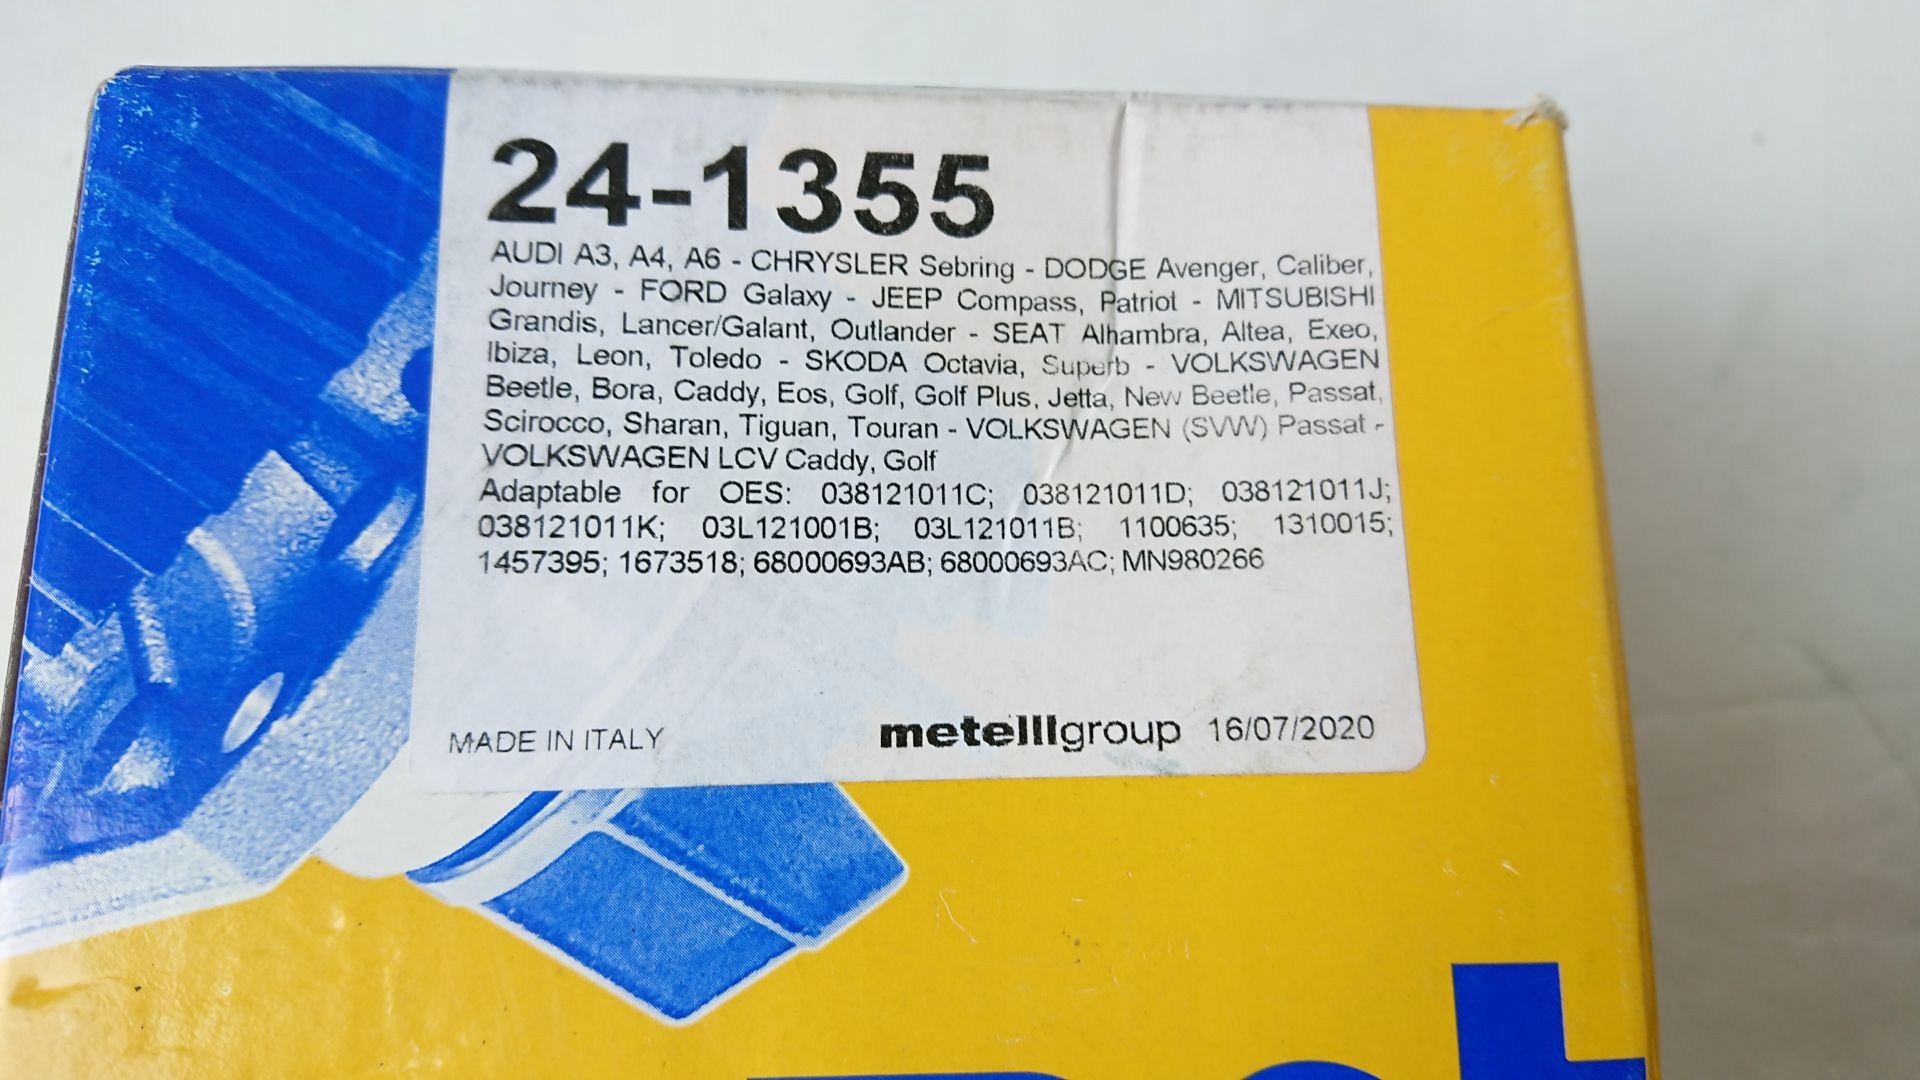 24-1355
AUDI A3, A4, A6 - CHRYSLER Sebring - DODGE Avenger, Caliber,
Journey - FORD Galaxy - JEEP Compass, Patriot - MITSUBISHI
Grandis, Lancer/Galant, Outlander - SEAT Alhambra, Altea, Exeo,
Ibiza, Leon, Toledo - SKODA Octavia, Superb - VOLKSWAGEN
Beetle, Bora, Caddy, Eos, Golf, Golf Plus, Jetta, New Beetle, Passat,
Scirocco, Sharan, Tiguan, Touran - VOLKSWAGEN (SVW) Passat -
VOLKSWAGEN LCV Caddy, Golf
Adaptable for OES: 038121011C; 038121011D; 038121011J;
038121011K; 03L121001B; 03L121011B; 1100635; 1310015;
1457395; 1673518; 68000693AB; 68000693AC; MN980266
MADE IN ITALY metelligroup 16/07/2020